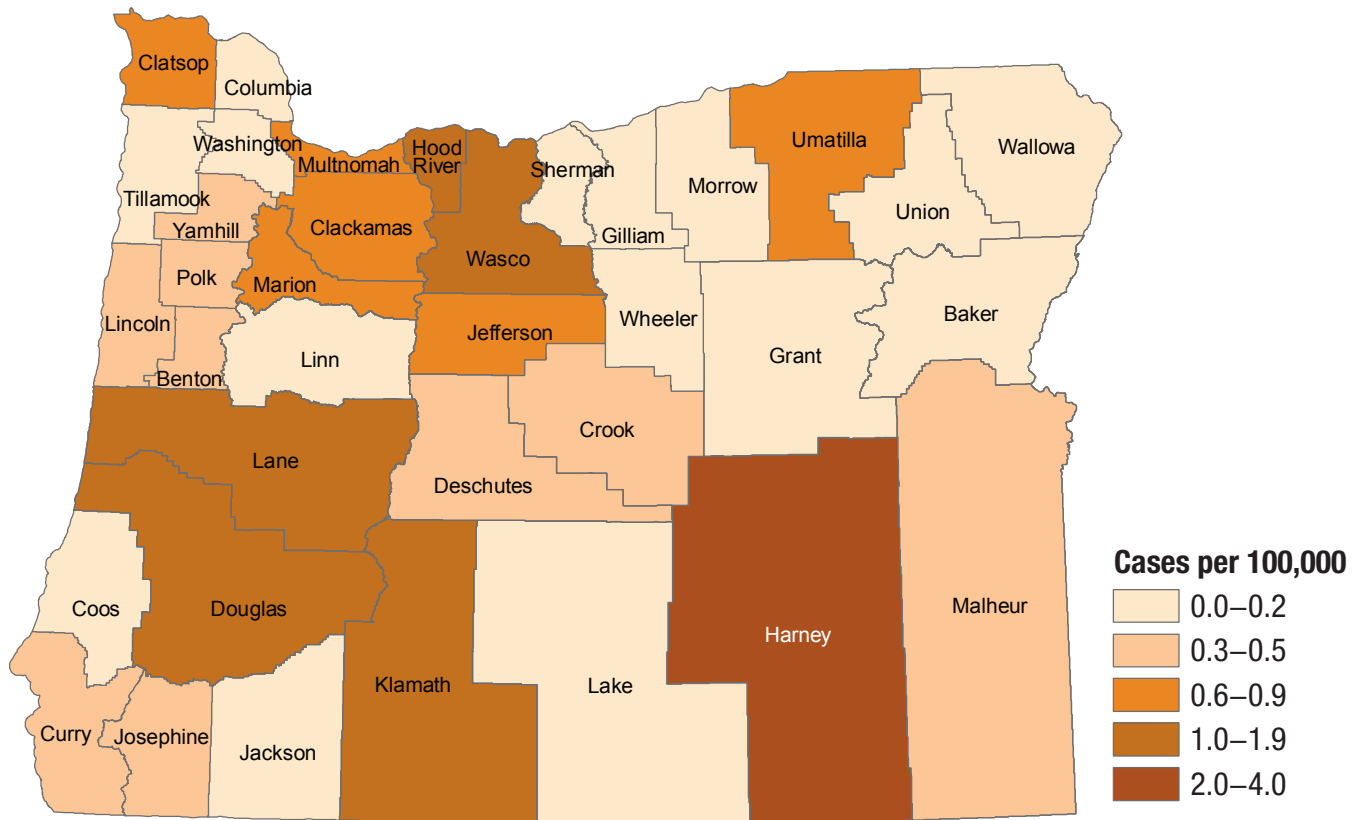 Clatsop
Columbia
Washington
Multnomah
Hood
River
Sherman
Umatilla
Wallowa
Morrow
Tillamook
Yamhill
Clackamas
Gilliam
Union
Polk
Marion
Wasco
Lincoln
Jefferson
Wheeler
Baker
Linn
Grant
Benton
Crook
Lane
Deschutes
Coos
Douglas
Malheur
Harney
Klamath
Lake
Curry
Josephine
Jackson
Cases per 100,000
0.0–0.2
0.3–0.5
0.6–0.9
1.0–1.9
2.0–4.0